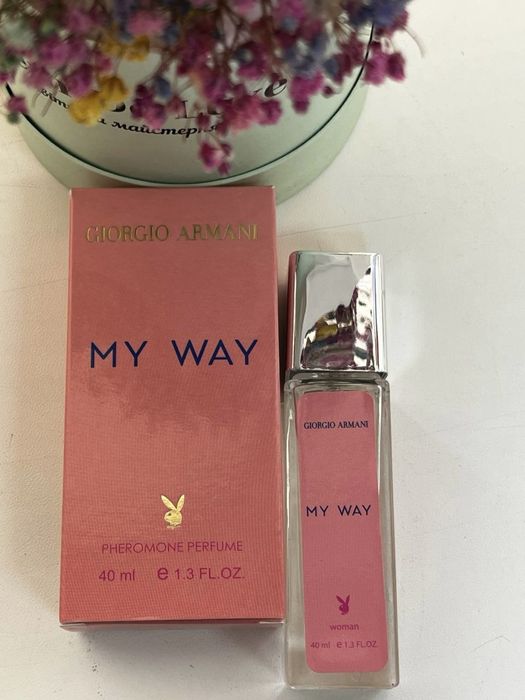 майстерня
GIORGIO ARMANI
MY WAY
PHEROMONE PERFUME
40 ml e 1.3 FL.OZ.
GIORGIO ARMANI
MY WAY
woman
40 ml e 1.3 FL.OZ.